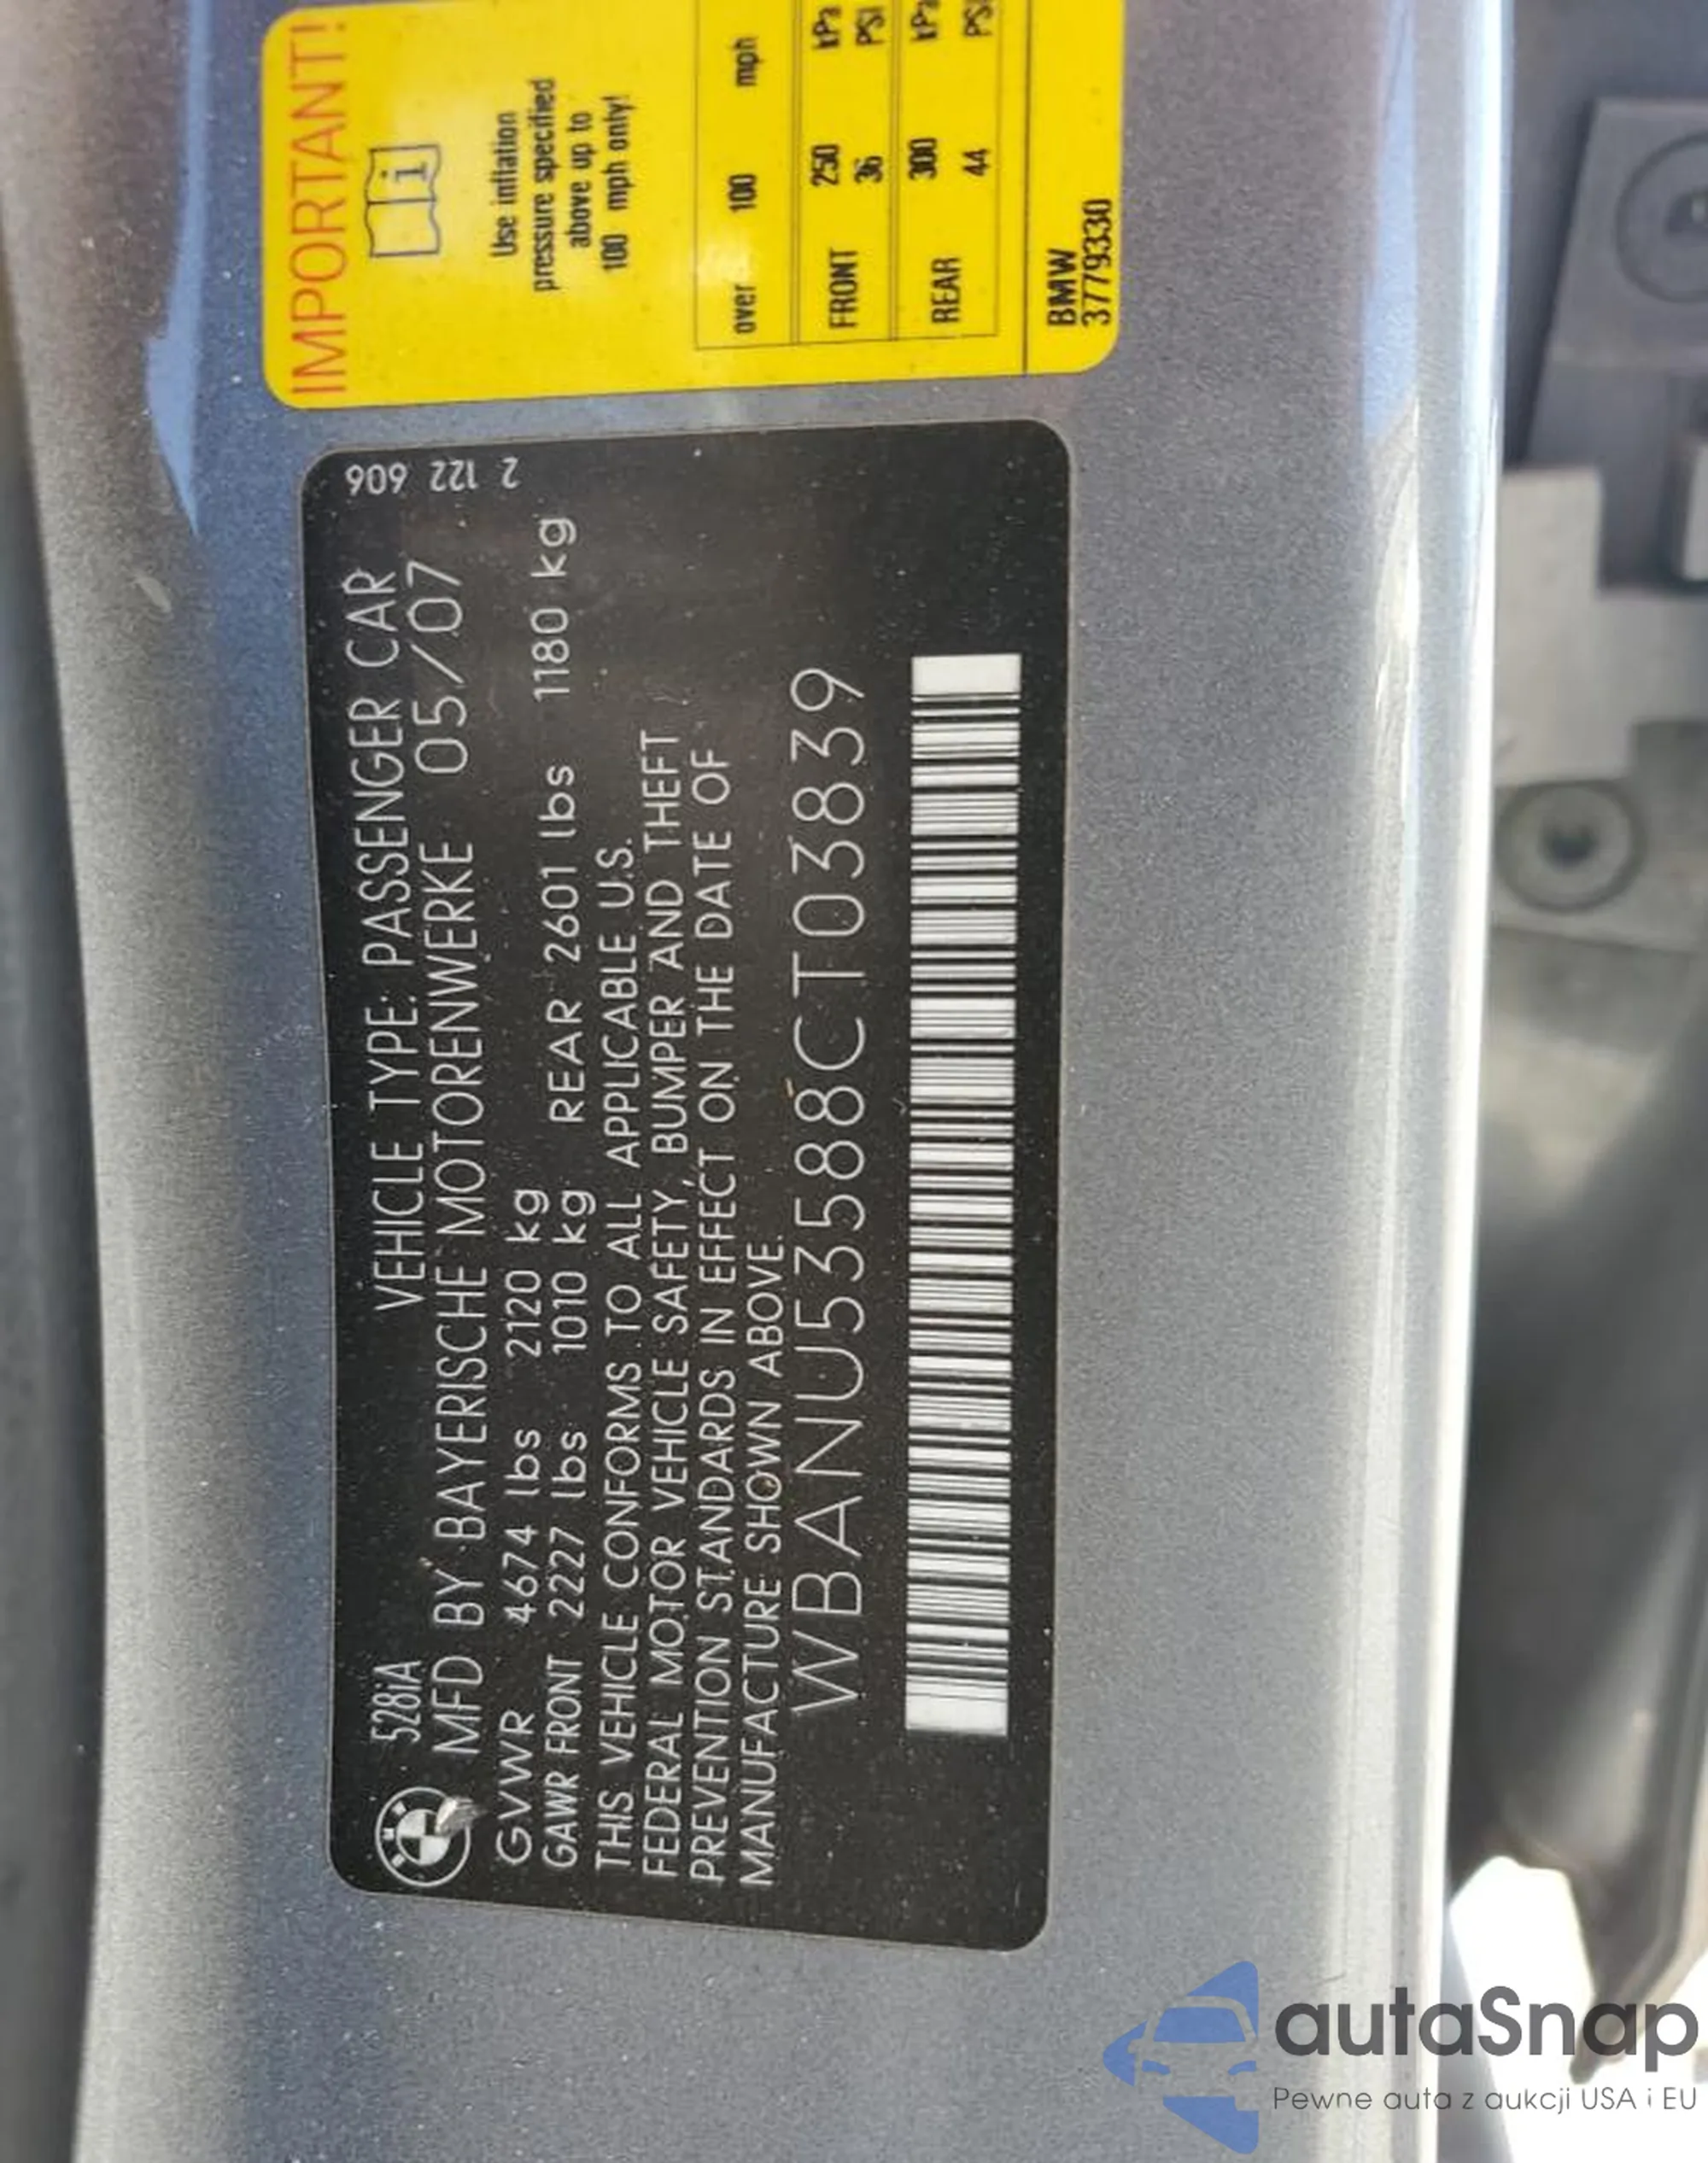 528iA VEHICLE TYPE: PASSENGER CAR
MFD BY BAYERISCHE MOTORENWERKE 05/07
GVWR 4674 lbs 2120 kg
GAWR FRONT 2227 lbs 1010 kg REAR 2601 lbs 1180 kg
THIS VEHICLE CONFORMS TO ALL APPLICABLE U.S.
FEDERAL MOTOR VEHICLE SAFETY, BUMPER AND THEFT
PREVENTION STANDARDS IN EFFECT ON THE DATE OF
MANUFACTURE SHOWN ABOVE.
WBANU53588CT03839
2 122 606
IMPORTANT!
i
Use inflation
pressure specified
above up to
100 mph only!
over 100 mph
FRONT 250 kPa
36 PSI
REAR 300 kPa
44 PSI
BMW
37779330
autaSnap
Pewne auta z aukcji USA i EU